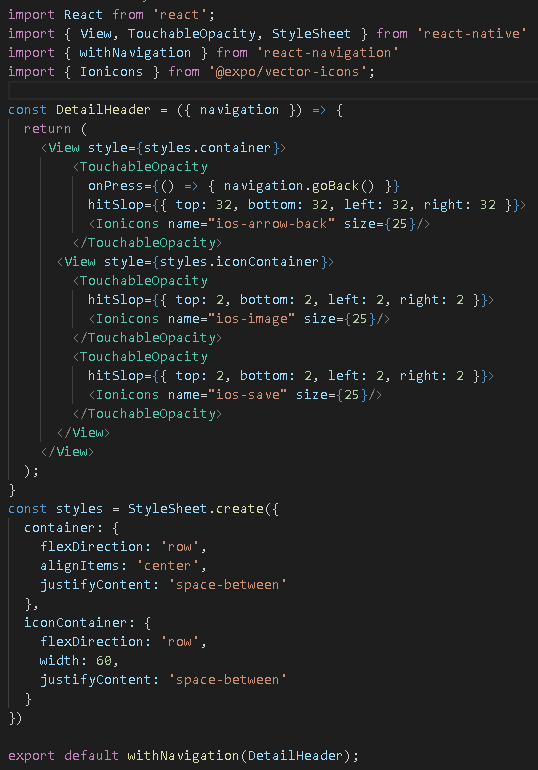 import React from 'react';
import { View, TouchableOpacity, StyleSheet } from 'react-native'
import { withNavigation } from 'react-navigation'
import { Ionicons } from '@expo/vector-icons';

const DetailHeader = ({ navigation }) => {
  return (
    <View style={styles.container}>
        <TouchableOpacity
          onPress={() => { navigation.goBack() }}
          hitSlop={{ top: 32, bottom: 32, left: 32, right: 32 }}>
          <Ionicons name="ios-arrow-back" size={25}/>
        </TouchableOpacity>
      <View style={styles.iconContainer}>
        <TouchableOpacity
          hitSlop={{ top: 2, bottom: 2, left: 2, right: 2 }}>
          <Ionicons name="ios-image" size={25}/>
        </TouchableOpacity>
        <TouchableOpacity
          hitSlop={{ top: 2, bottom: 2, left: 2, right: 2 }}>
          <Ionicons name="ios-save" size={25}/>
        </TouchableOpacity>
      </View>
    </View>
  );
}
const styles = StyleSheet.create({
  container: {
    flexDirection: 'row',
    alignItems: 'center',
    justifyContent: 'space-between'
  },
  iconContainer: {
    flexDirection: 'row',
    width: 60,
    justifyContent: 'space-between'
  }
})

export default withNavigation(DetailHeader);